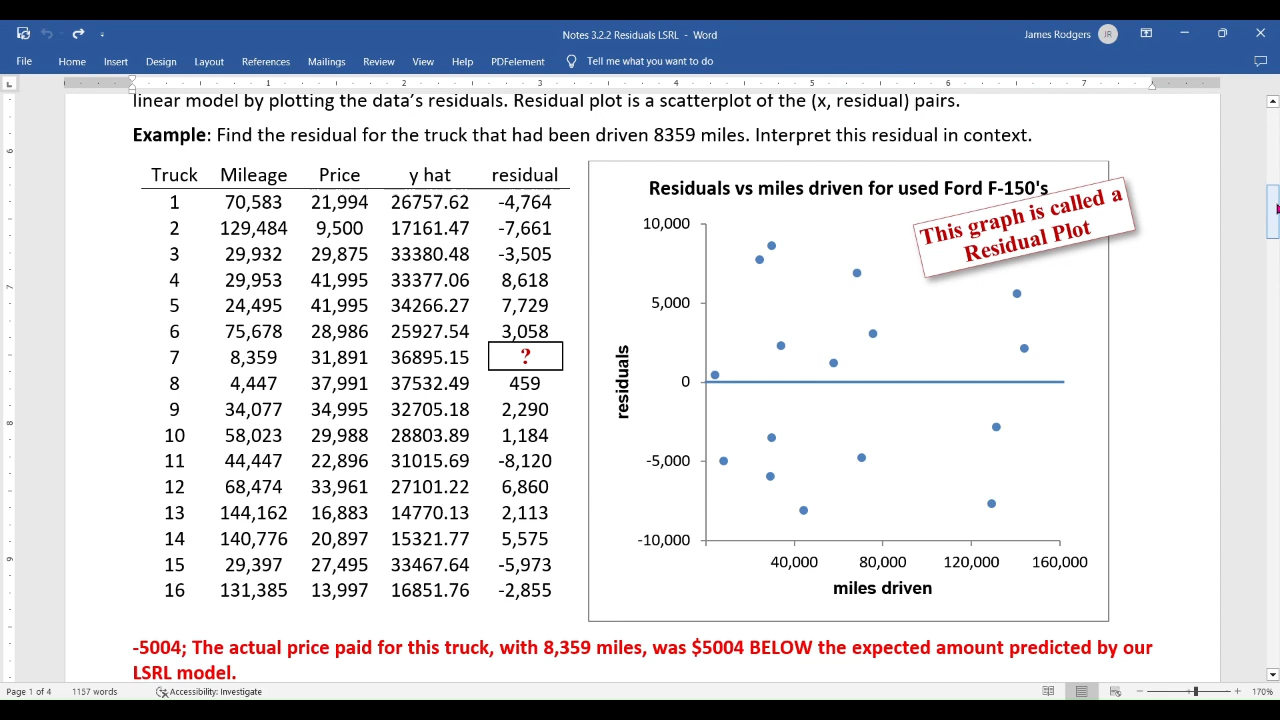 Notes 3.2.2 Residuals LSRL - Word
James Rodgers JR
File Home Insert Design Layout References Mailings Review View Help PDFelement Tell me what you want to do
1 2 3 4 5 6 7
linear model by plotting the data's residuals. Residual plot is a scatterplot of the (x, residual) pairs.
Example: Find the residual for the truck that had been driven 8359 miles. Interpret this residual in context.
Truck Mileage Price y hat residual
1 70,583 21,994 26757.62 -4,764
2 129,484 9,500 17161.47 -7,661
3 29,932 29,875 33380.48 -3,505
4 29,953 41,995 33377.06 8,618
5 24,495 41,995 34266.27 7,729
6 75,678 28,986 25927.54 3,058
7 8,359 31,891 36895.15 ?
8 4,447 37,991 37532.49 459
9 34,077 34,995 32705.18 2,290
10 58,023 29,988 28803.89 1,184
11 44,447 22,896 31015.69 -8,120
12 68,474 33,961 27101.22 6,860
13 144,162 16,883 14770.13 2,113
14 140,776 20,897 15321.77 5,575
15 29,397 27,495 33467.64 -5,973
16 131,385 13,997 16851.76 -2,855
Residuals vs miles driven for used Ford F-150's
This graph is called a
Residual Plot
10,000
5,000
0
-5,000
-10,000
residuals
40,000 80,000 120,000 160,000
miles driven
-5004; The actual price paid for this truck, with 8,359 miles, was $5004 BELOW the expected amount predicted by our
LSRL model.
6
7
8
9
Page 1 of 4 1157 words Accessibility: Investigate 170%